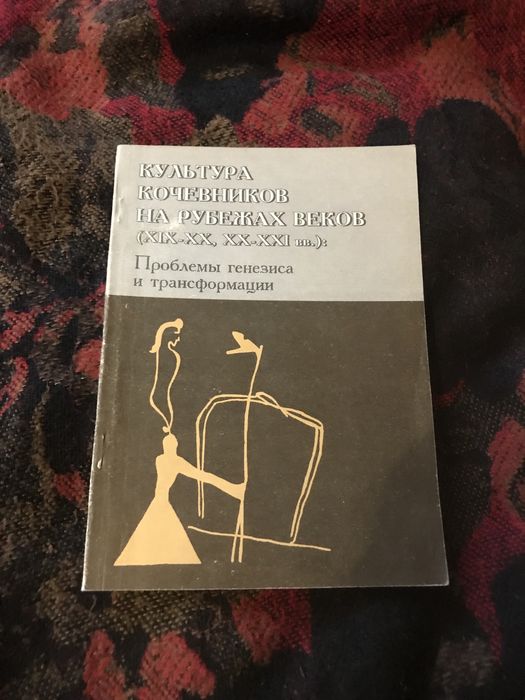 КУЛЬТУРА
КОЧЕВНИКОВ
НА РУБЕЖАХ ВЕКОВ
(XIX-XX, XX-XXI вв.):
Проблемы генезиса
и трансформации